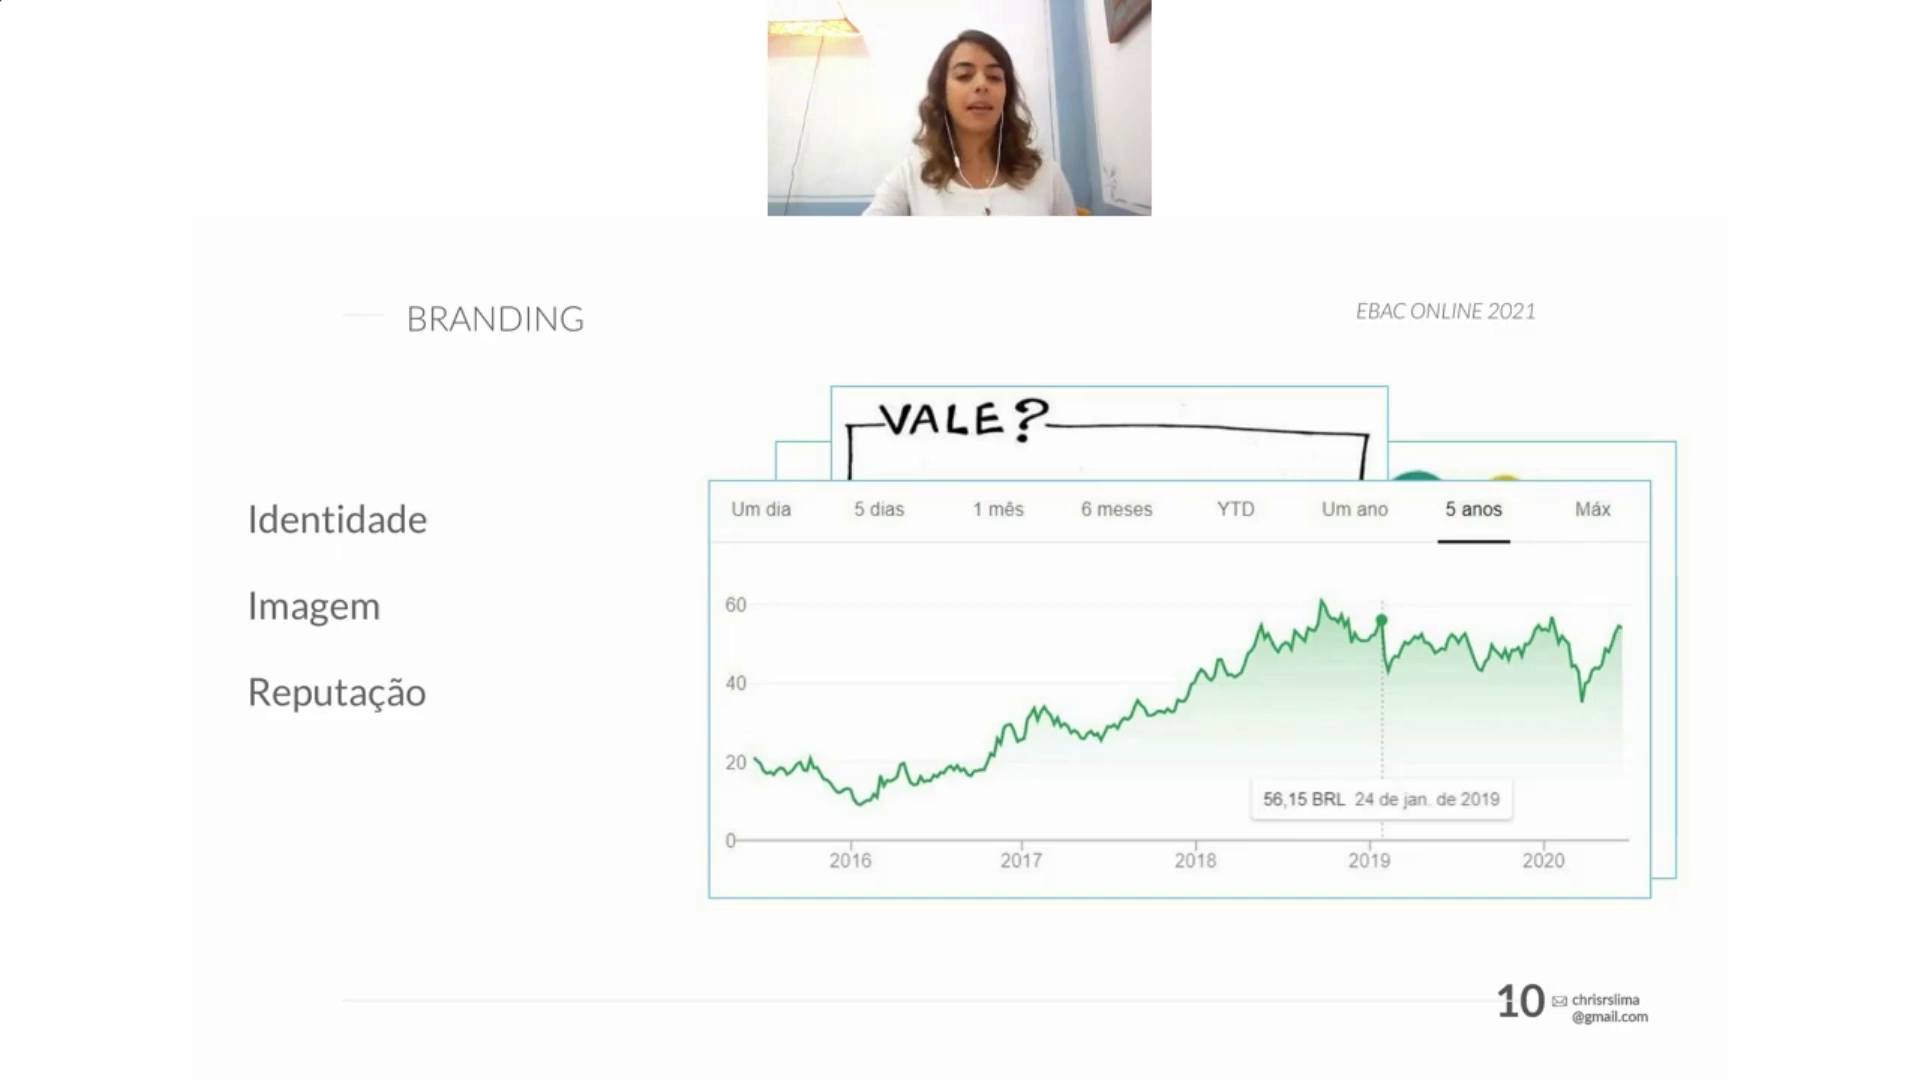 BRANDING
EBAC ONLINE 2021
VALE?
Identidade
Imagem
Reputação
Um dia 5 dias 1 mês 6 meses YTD Um ano 5 anos Máx
60
40
20
0
56,15 BRL 24 de jan. de 2019
2016 2017 2018 2019 2020
10 chrisrslima
@gmail.com